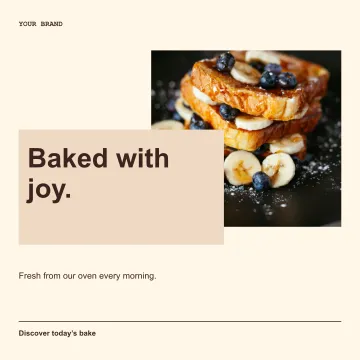 YOUR BRAND
Baked with
joy.
Fresh from our oven every morning.
Discover today's bake